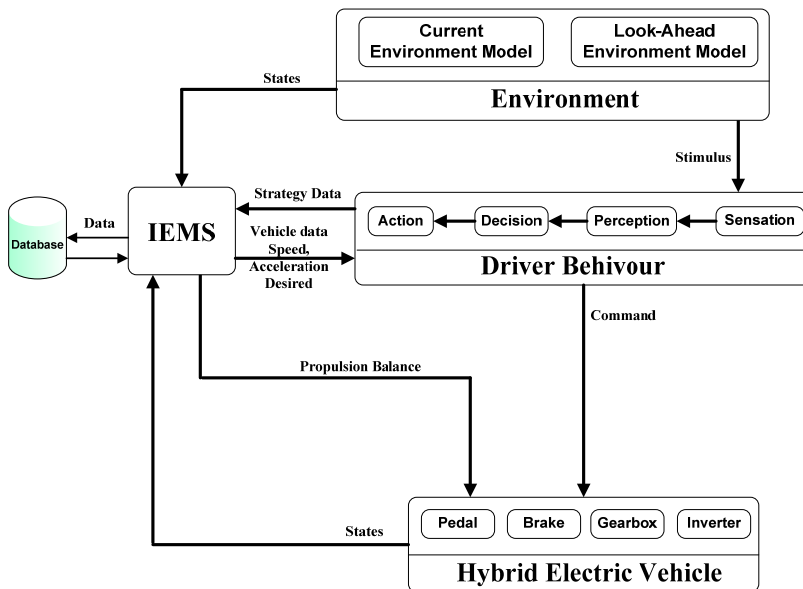 Current
Environment Model
Look-Ahead
Environment Model
Environment
States
Stimulus
Database
Data
IEMS
Strategy Data
Vehicle data
Speed,
Acceleration
Desired
Action
Decision
Perception
Sensation
Driver Behivour
Command
Propulsion Balance
States
Pedal
Brake
Gearbox
Inverter
Hybrid Electric Vehicle